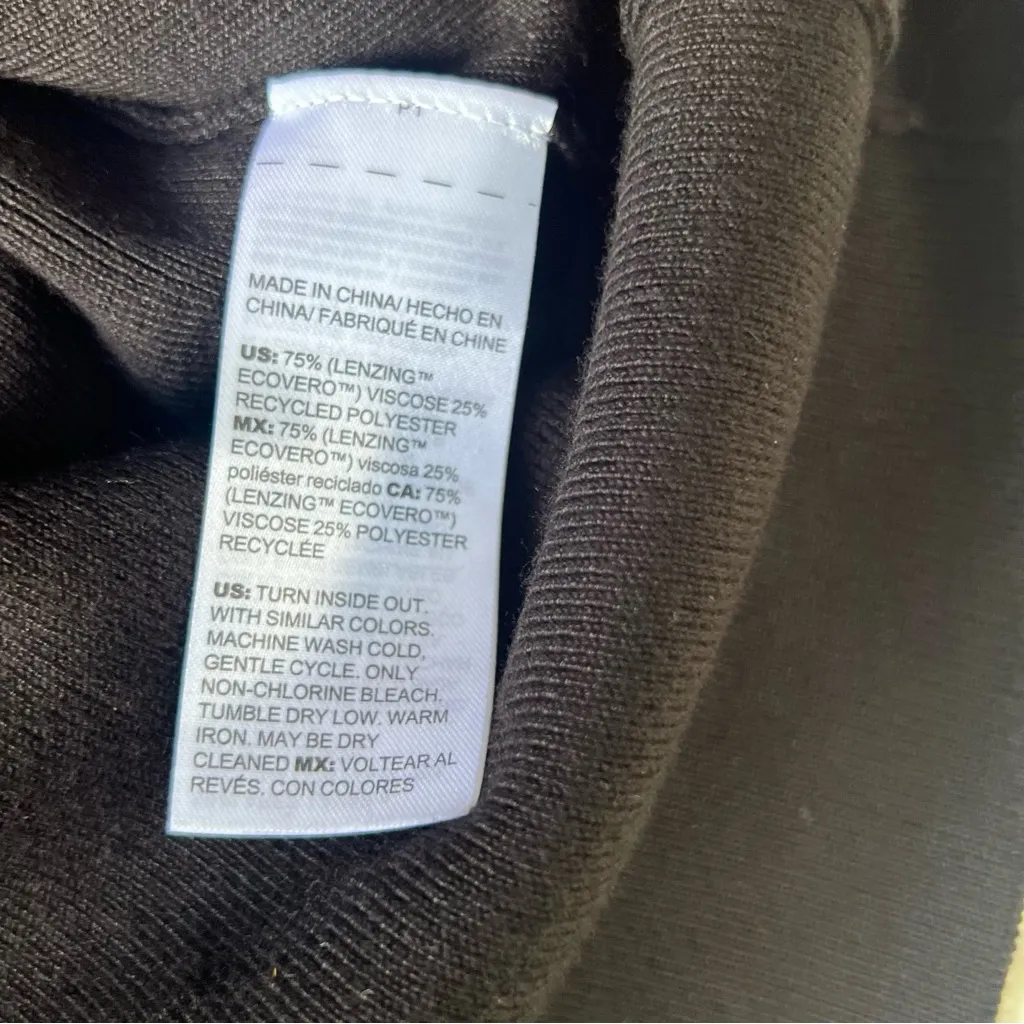 MADE IN CHINA/ HECHO EN
CHINA/ FABRIQUÉ EN CHINE
US: 75% (LENZING™
ECOVERO™) VISCOSE 25%
RECYCLED POLYESTER
MX: 75% (LENZING™
ECOVERO™) viscosa 25%
poliéster reciclado CA: 75%
(LENZING™ ECOVERO™)
VISCOSE 25% POLYESTER
RECYCLÉE
US: TURN INSIDE OUT.
WITH SIMILAR COLORS.
MACHINE WASH COLD,
GENTLE CYCLE. ONLY
NON-CHLORINE BLEACH.
TUMBLE DRY LOW. WARM
IRON. MAY BE DRY
CLEANED MX: VOLTEAR AL
REVÉS. CON COLORES